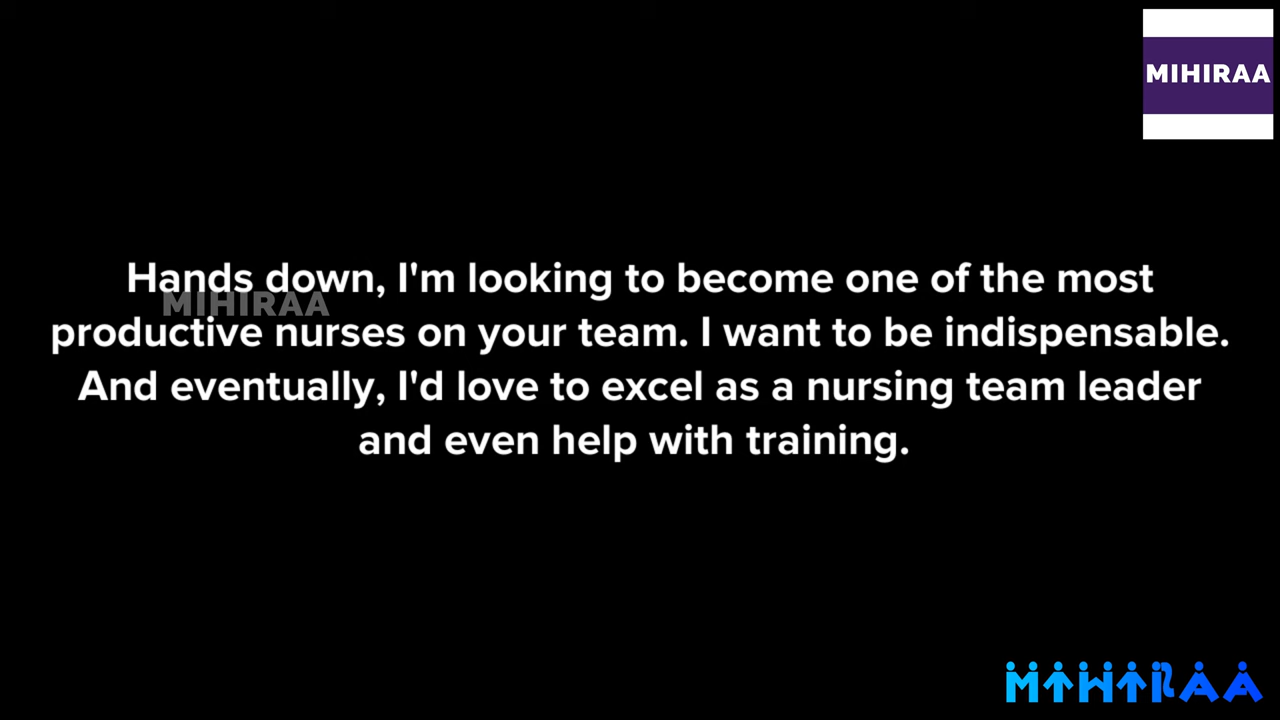 MIHIRAA
Hands down, I'm looking to become one of the most
MIHIRAA
productive nurses on your team. I want to be indispensable.
And eventually, I'd love to excel as a nursing team leader
and even help with training.
MIHIRAA